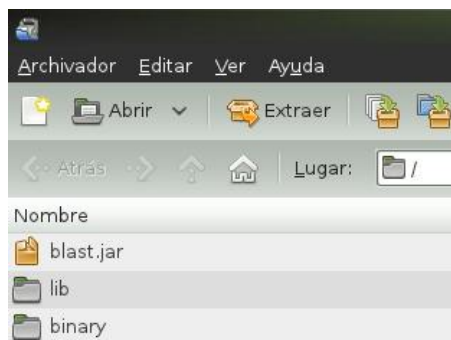 Archivador Editar Ver Ayuda
Abrir Extraer
Atrás Lugar: /
Nombre
blast.jar
lib
binary